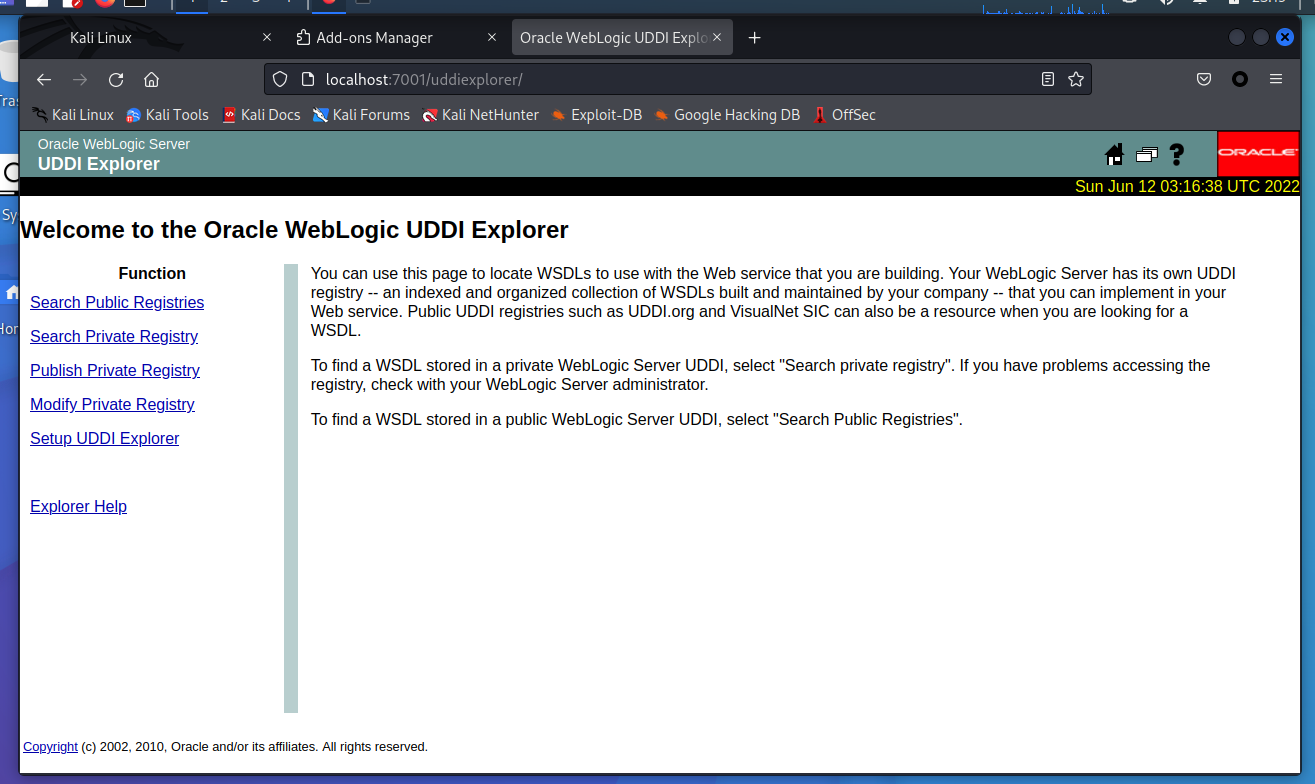 Kali Linux
Add-ons Manager
Oracle WebLogic UDDI Explo
localhost:7001/uddiexplorer/
Kali Linux Kali Tools Kali Docs Kali Forums Kali NetHunter Exploit-DB Google Hacking DB OffSec
Oracle WebLogic Server
UDDI Explorer
ORACLE
Sun Jun 12 03:16:38 UTC 2022
Welcome to the Oracle WebLogic UDDI Explorer
Function
Search Public Registries
Search Private Registry
Publish Private Registry
Modify Private Registry
Setup UDDI Explorer
Explorer Help
You can use this page to locate WSDLs to use with the Web service that you are building. Your WebLogic Server has its own UDDI
registry -- an indexed and organized collection of WSDLs built and maintained by your company -- that you can implement in your
Web service. Public UDDI registries such as UDDI.org and VisualNet SIC can also be a resource when you are looking for a
WSDL.
To find a WSDL stored in a private WebLogic Server UDDI, select "Search private registry". If you have problems accessing the
registry, check with your WebLogic Server administrator.
To find a WSDL stored in a public WebLogic Server UDDI, select "Search Public Registries".
Copyright (c) 2002, 2010, Oracle and/or its affiliates. All rights reserved.